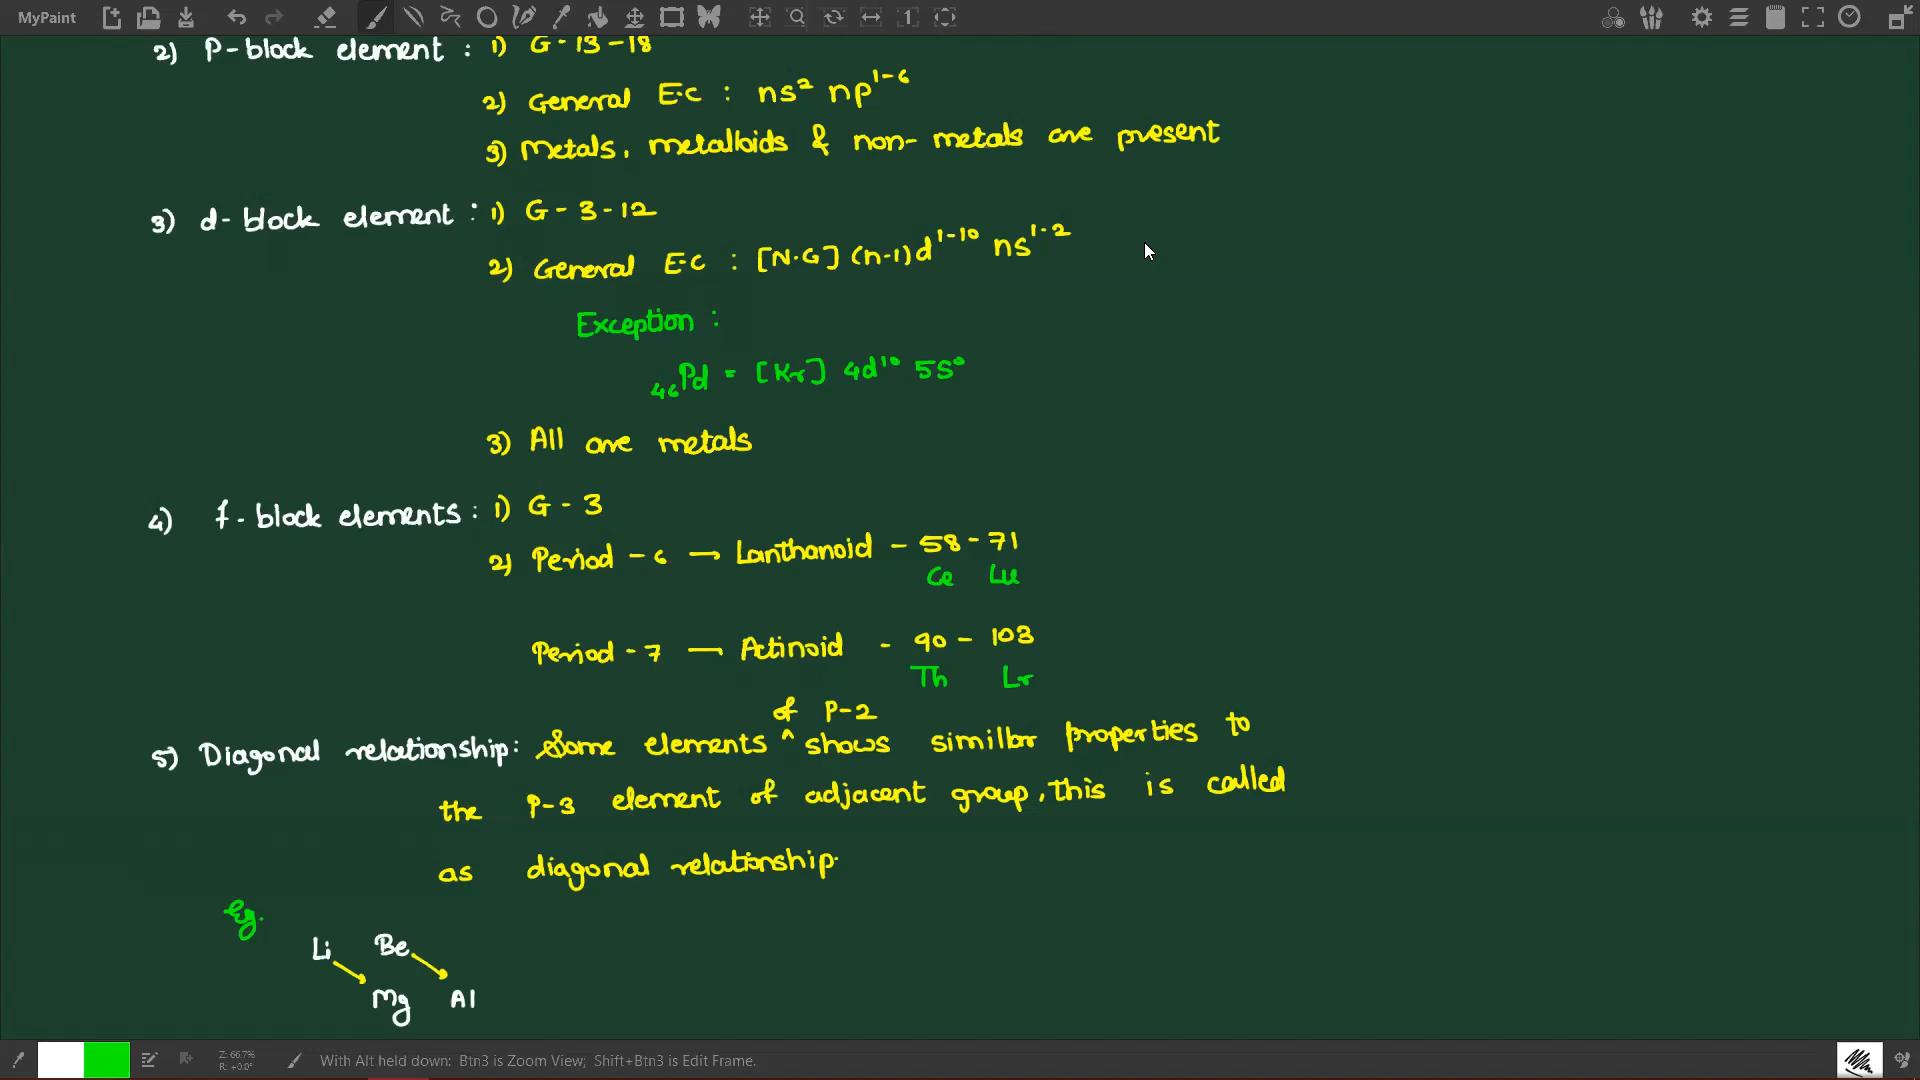 MyPaint
2) P-block element : 1) G-13-18
2) General E.C : ns² np¹⁻⁶
3) Metals, metalloids & non-metals are present
3) d-block element : 1) G-3-12
2) General E.C : [N.G] (n-1)d¹⁻¹⁰ ns¹⁻²
Exception :
₄₆Pd = [Kr] 4d¹⁰ 5s⁰
3) All are metals
4) f-block elements : 1) G-3
2) Period-6 → Lanthanoid - 58-71
Ce Lu
Period-7 — Actinoid - 90-103
Th Lr
of P-2
5) Diagonal relationship: Some elements ^ shows similar properties to
the P-3 element of adjacent group, this is called
as diagonal relationship.
Eg.
Li Be
Mg Al
Z: 66.7%
R: +0.0°
With Alt held down: Btn3 is Zoom View; Shift+Btn3 is Edit Frame.